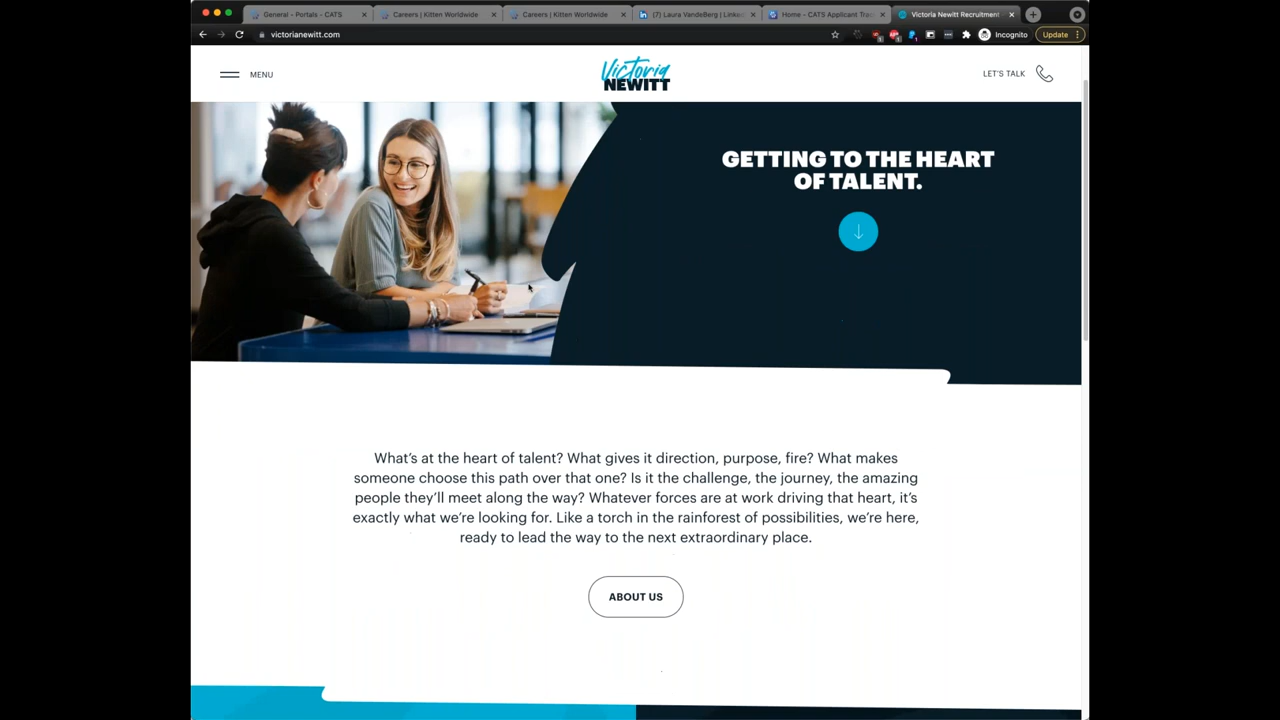 General - Portals - CATS
Careers | Kitten Worldwide
Careers | Kitten Worldwide
(7) Laura VandeBerg | Linke
Home - CATS Applicant Trac
Victoria Newitt Recruitment
victorianewitt.com
Incognito
Update
MENU
Victoria
NEWITT
LET'S TALK
GETTING TO THE HEART
OF TALENT.
What's at the heart of talent? What gives it direction, purpose, fire? What makes
someone choose this path over that one? Is it the challenge, the journey, the amazing
people they'll meet along the way? Whatever forces are at work driving that heart, it's
exactly what we're looking for. Like a torch in the rainforest of possibilities, we're here,
ready to lead the way to the next extraordinary place.
ABOUT US